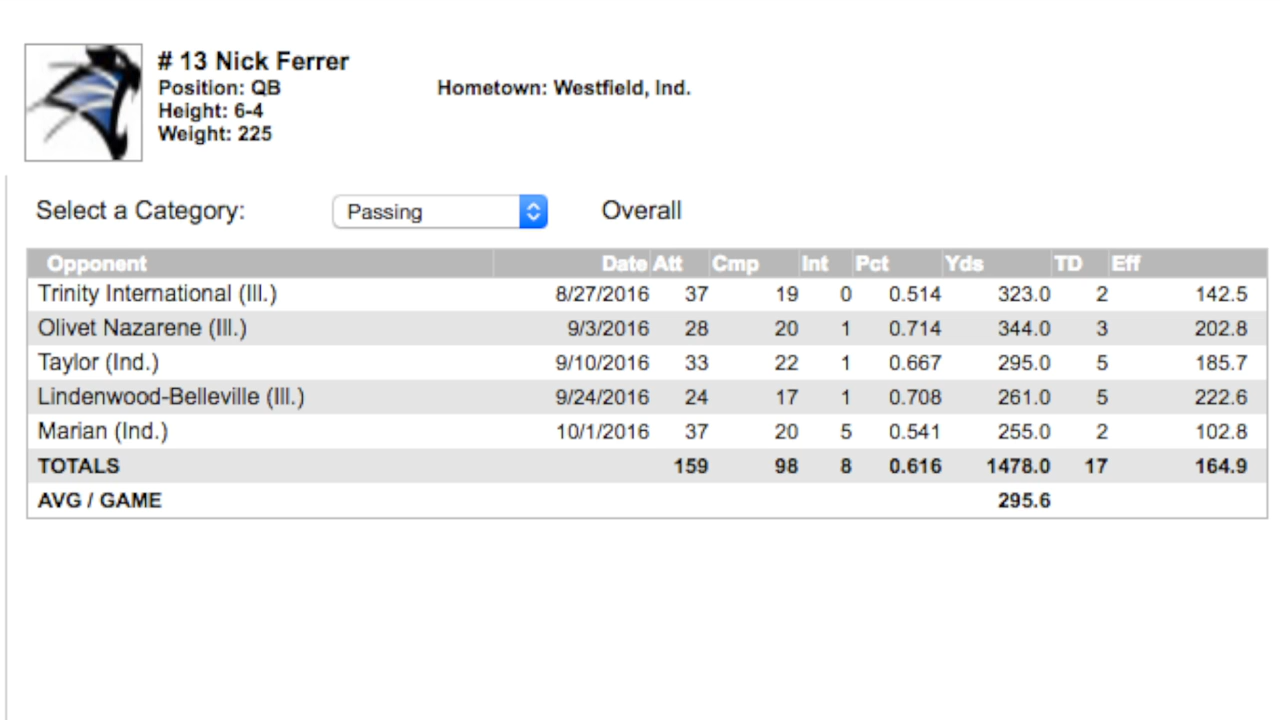 # 13 Nick Ferrer
Position: QB Hometown: Westfield, Ind.
Height: 6-4
Weight: 225
Select a Category: Passing Overall
Opponent Date Att Cmp Int Pct Yds TD Eff
Trinity International (Ill.) 8/27/2016 37 19 0 0.514 323.0 2 142.5
Olivet Nazarene (Ill.) 9/3/2016 28 20 1 0.714 344.0 3 202.8
Taylor (Ind.) 9/10/2016 33 22 1 0.667 295.0 5 185.7
Lindenwood-Belleville (Ill.) 9/24/2016 24 17 1 0.708 261.0 5 222.6
Marian (Ind.) 10/1/2016 37 20 5 0.541 255.0 2 102.8
TOTALS 159 98 8 0.616 1478.0 17 164.9
AVG / GAME 295.6